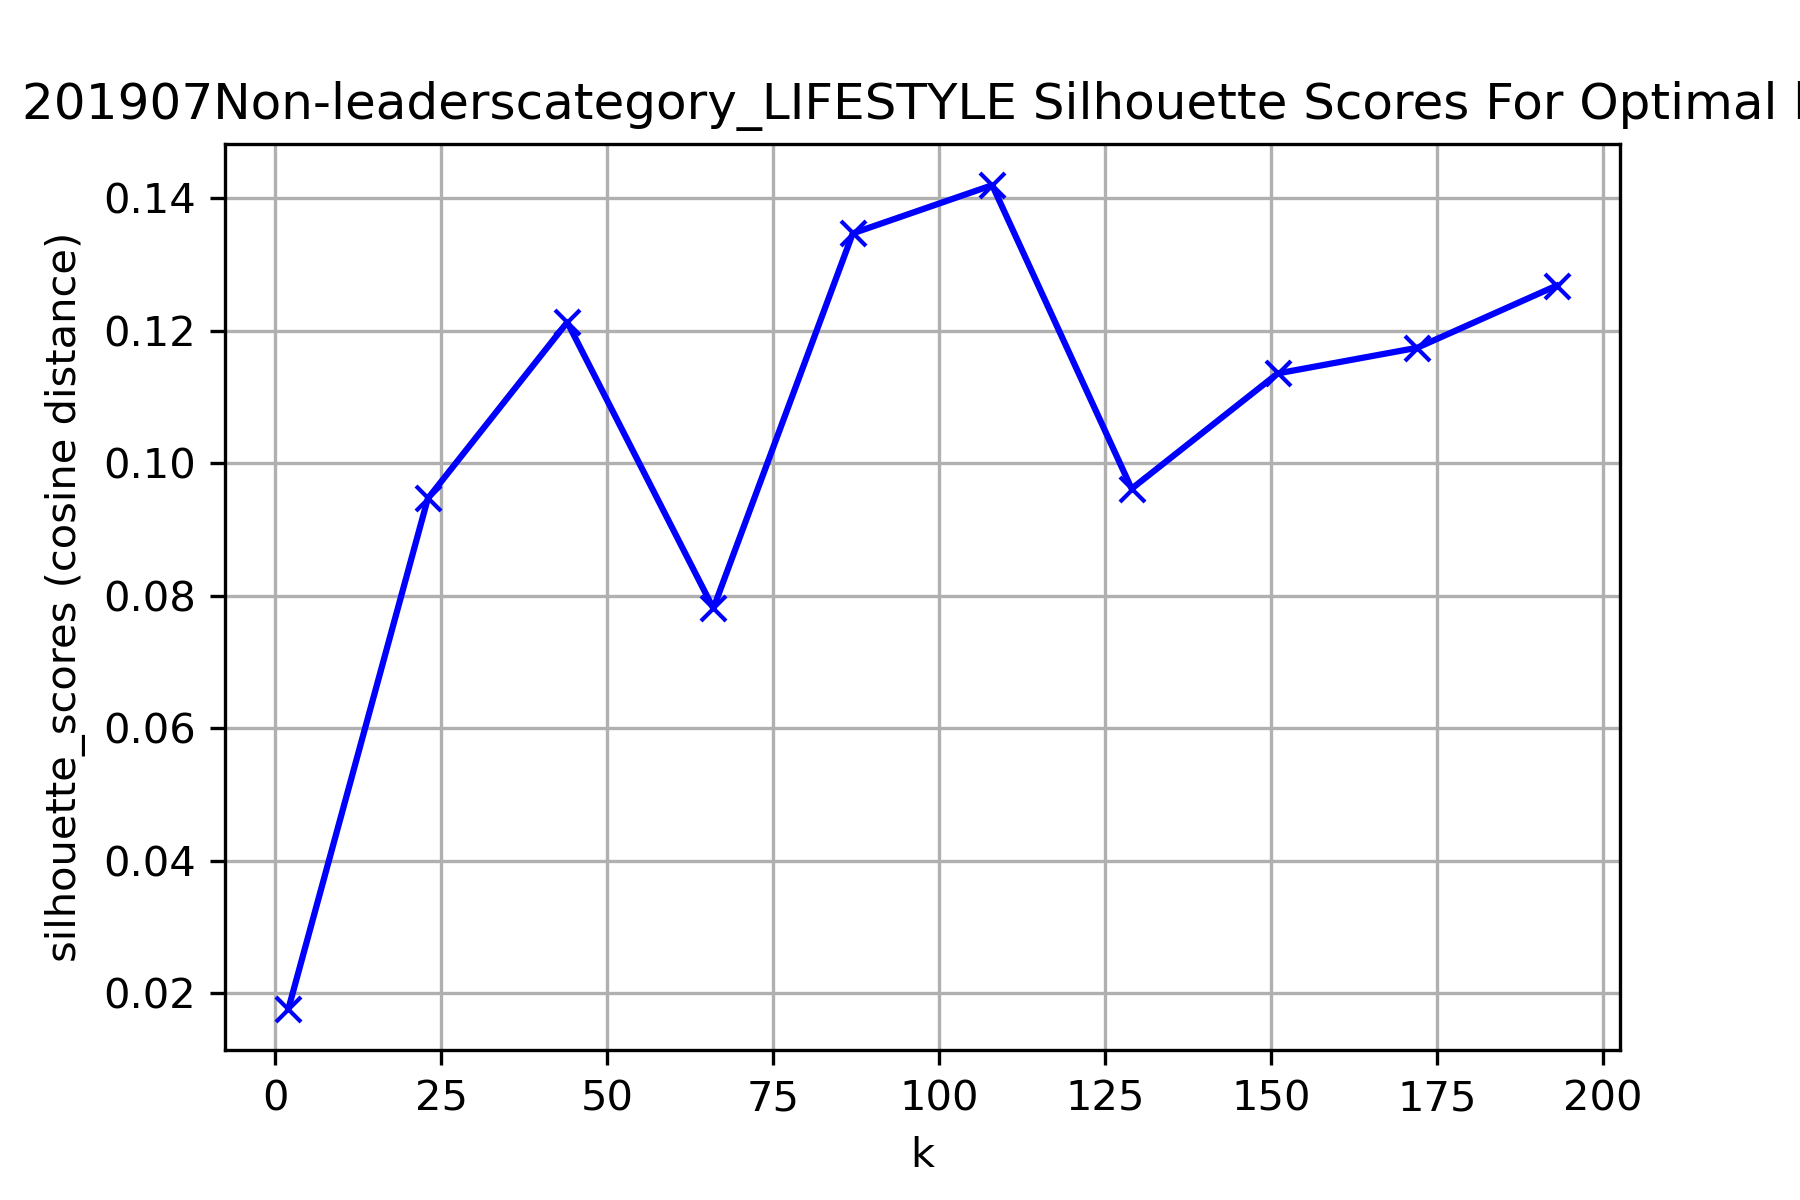 201907Non-leaderscategory_LIFESTYLE Silhouette Scores For Optimal
silhouette_scores (cosine distance)
0.14
0.12
0.10
0.08
0.06
0.04
0.02
0 25 50 75 100 125 150 175 200
k